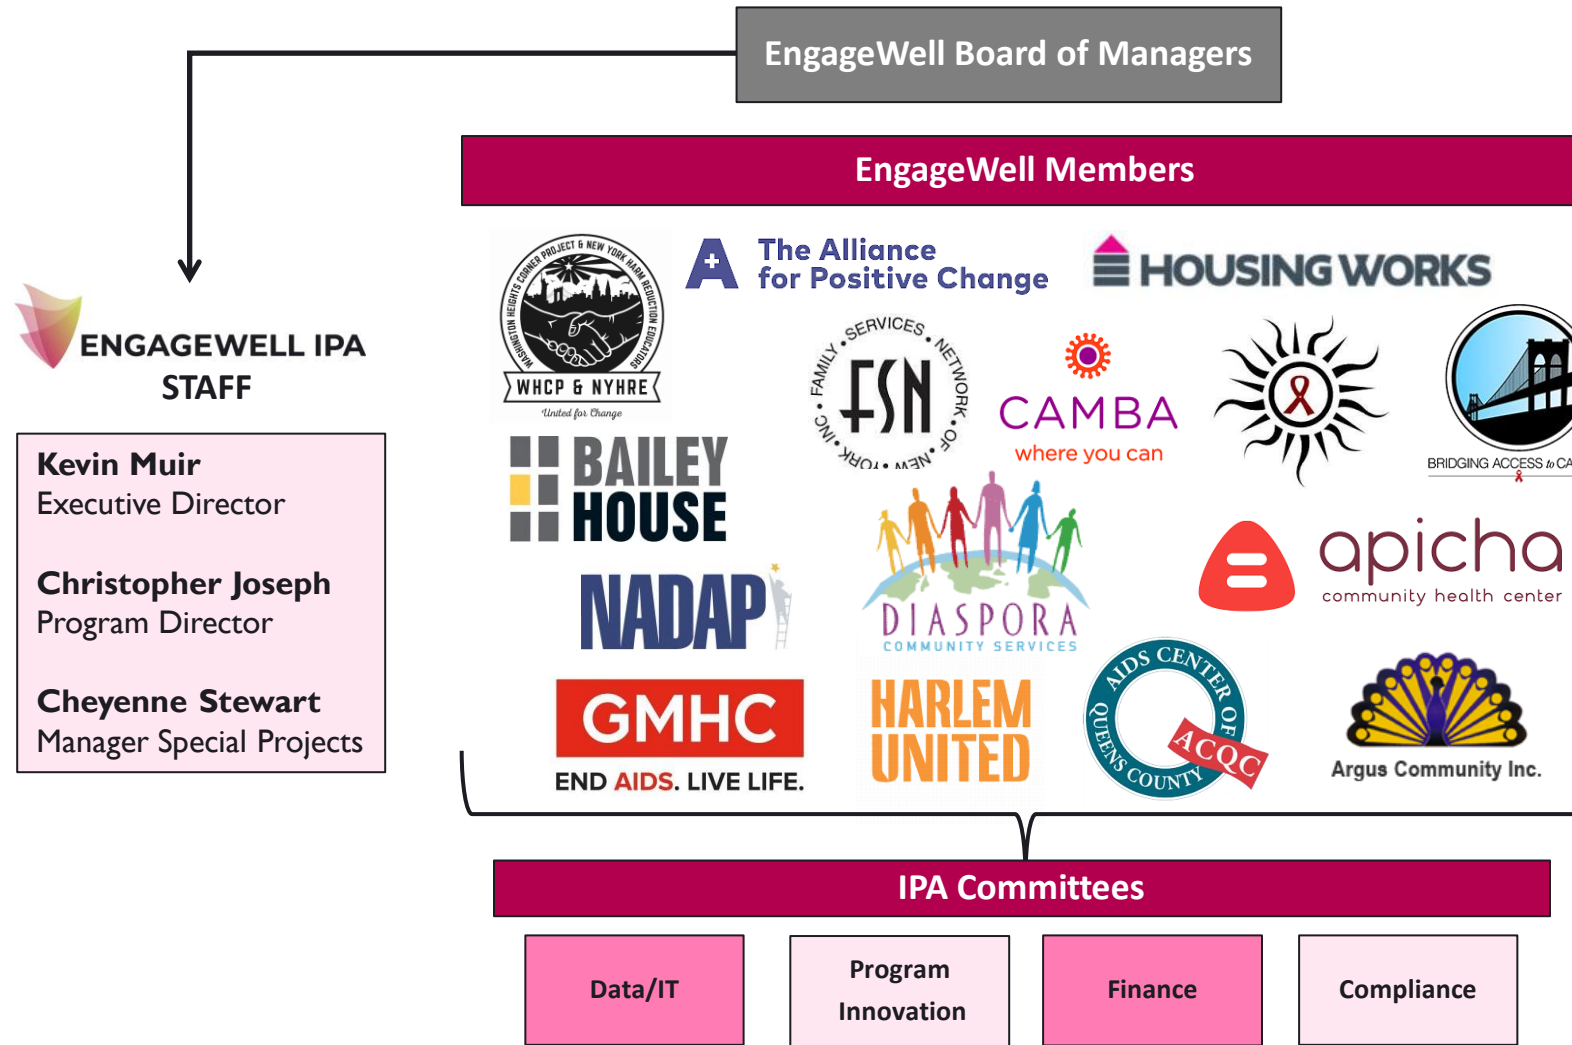 EngageWell Board of Managers
EngageWell Members
ENGAGEWELL IPA
STAFF
Kevin Muir
Executive Director
Christopher Joseph
Program Director
Cheyenne Stewart
Manager Special Projects
WASHINGTON HEIGHTS CORNER PROJECT & NEW YORK HARM REDUCTION EDUCATORS
WHCP & NYHRE
United for Change
The Alliance
for Positive Change
HOUSING WORKS
FAMILY • SERVICES • NETWORK • OF • NEW • YORK • INC •
FSN
CAMBA
where you can
BRIDGING ACCESS to CA
BAILEY
HOUSE
DIASPORA
COMMUNITY SERVICES
apicha
community health center
NADAP
GMHC
END AIDS. LIVE LIFE.
HARLEM
UNITED
AIDS CENTER OF
QUEENS COUNTY
ACQC
Argus Community Inc.
IPA Committees
Data/IT
Program
Innovation
Finance
Compliance